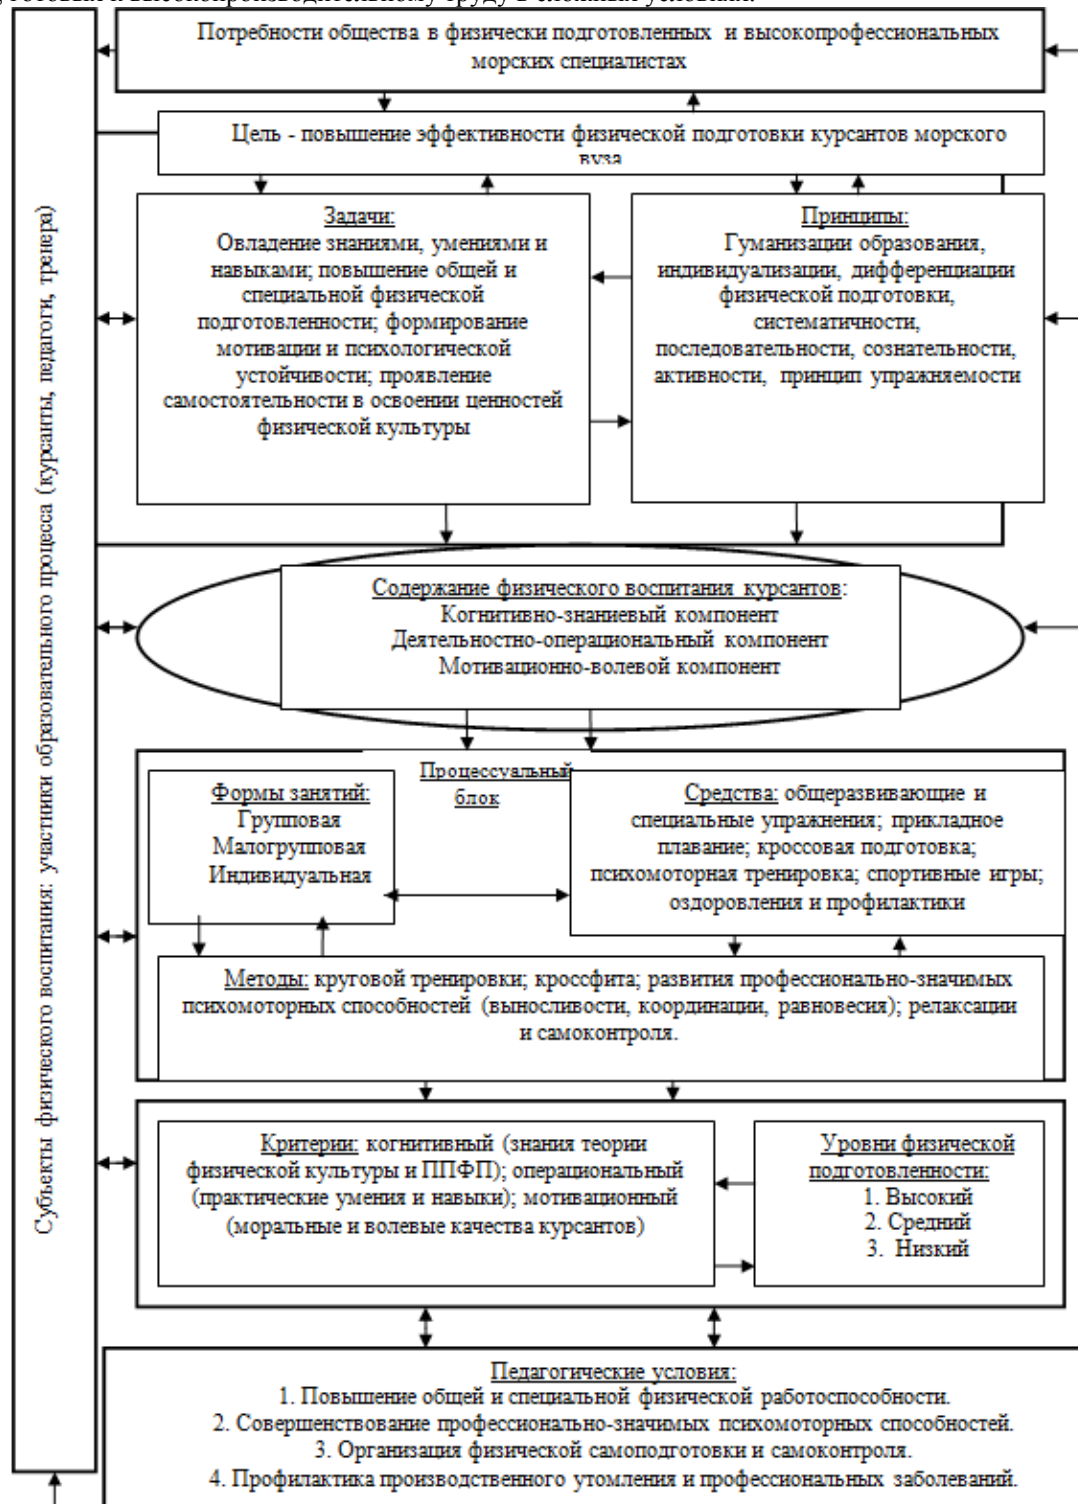 готовых к высокопроизводительному труду в сложных условиях.
Потребности общества в физически подготовленных и высокопрофессиональных
морских специалистах
Цель - повышение эффективности физической подготовки курсантов морского
вуза
Субъекты физического воспитания: участники образовательного процесса (курсанты, педагоги, тренера)
Задачи:
Овладение знаниями, умениями и
навыками; повышение общей и
специальной физической
подготовленности; формирование
мотивации и психологической
устойчивости; проявление
самостоятельности в освоении ценностей
физической культуры
Принципы:
Гуманизации образования,
индивидуализации, дифференциации
физической подготовки,
систематичности,
последовательности, сознательности,
активности, принцип упражняемости
Содержание физического воспитания курсантов:
Когнитивно-знаниевый компонент
Деятельностно-операциональный компонент
Мотивационно-волевой компонент
Процессуальный
блок
Формы занятий:
Групповая
Малогрупповая
Индивидуальная
Средства: общеразвивающие и
специальные упражнения; прикладное
плавание; кроссовая подготовка;
психомоторная тренировка; спортивные игры;
оздоровления и профилактики
Методы: круговой тренировки; кроссфита; развития профессионально-значимых
психомоторных способностей (выносливости, координации, равновесия); релаксации
и самоконтроля.
Критерии: когнитивный (знания теории
физической культуры и ППФП); операциональный
(практические умения и навыки); мотивационный
(моральные и волевые качества курсантов)
Уровни физической
подготовленности:
1. Высокий
2. Средний
3. Низкий
Педагогические условия:
1. Повышение общей и специальной физической работоспособности.
2. Совершенствование профессионально-значимых психомоторных способностей.
3. Организация физической самоподготовки и самоконтроля.
4. Профилактика производственного утомления и профессиональных заболеваний.